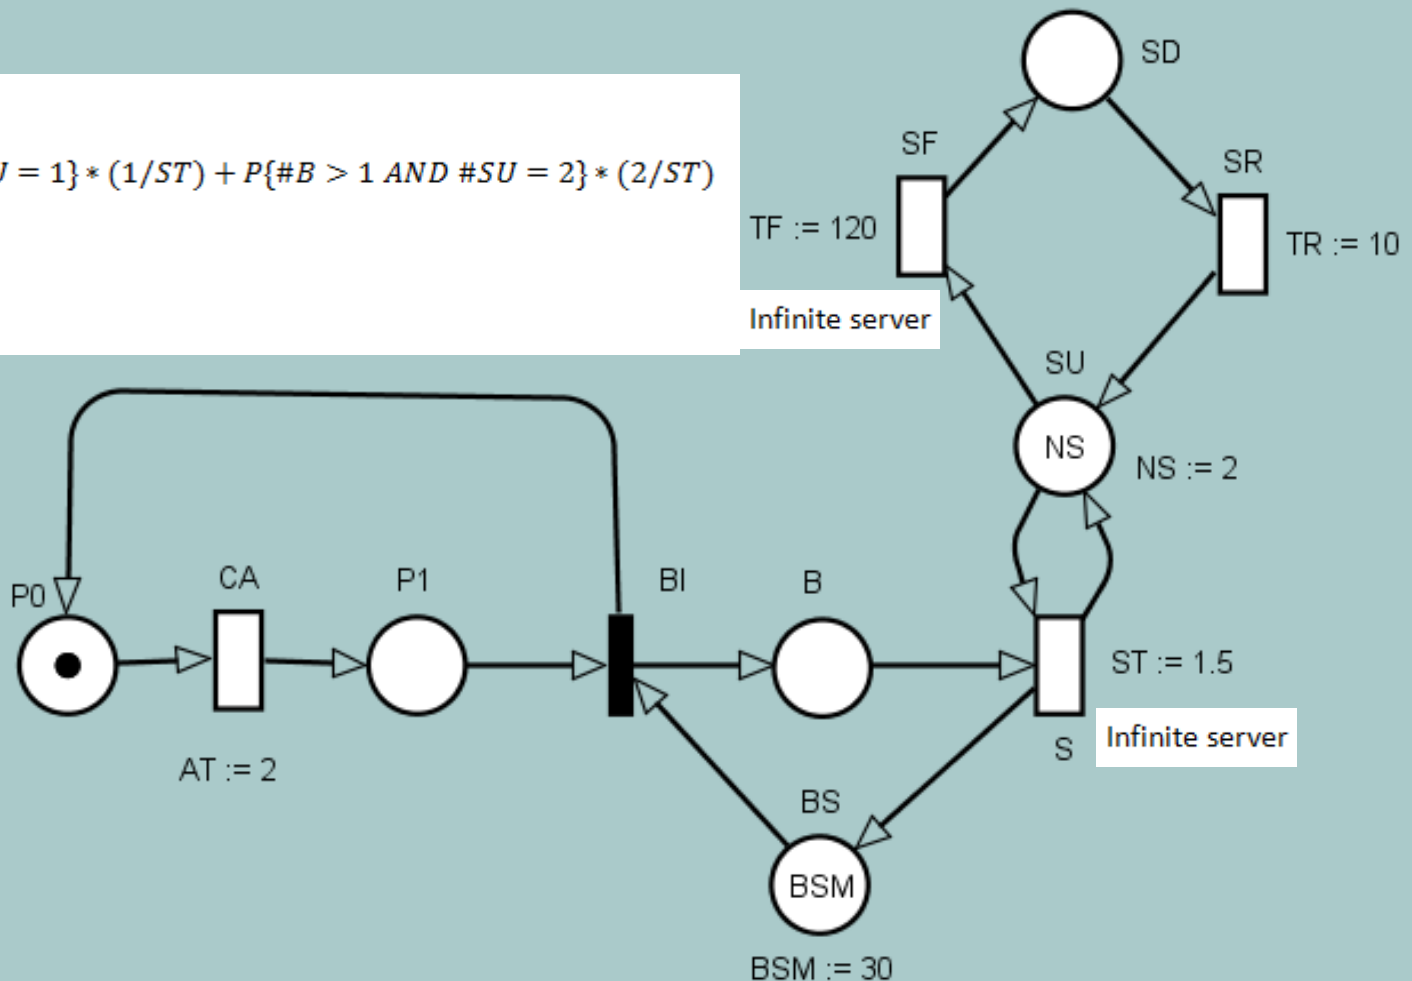 SD
= 1} * (1/ST) + P{#B > 1 AND #SU = 2} * (2/ST)
SF
SR
TF := 120
TR := 10
Infinite server
SU
NS
NS := 2
P0
CA
P1
BI
B
ST := 1.5
S
Infinite server
AT := 2
BS
BSM
BSM := 30